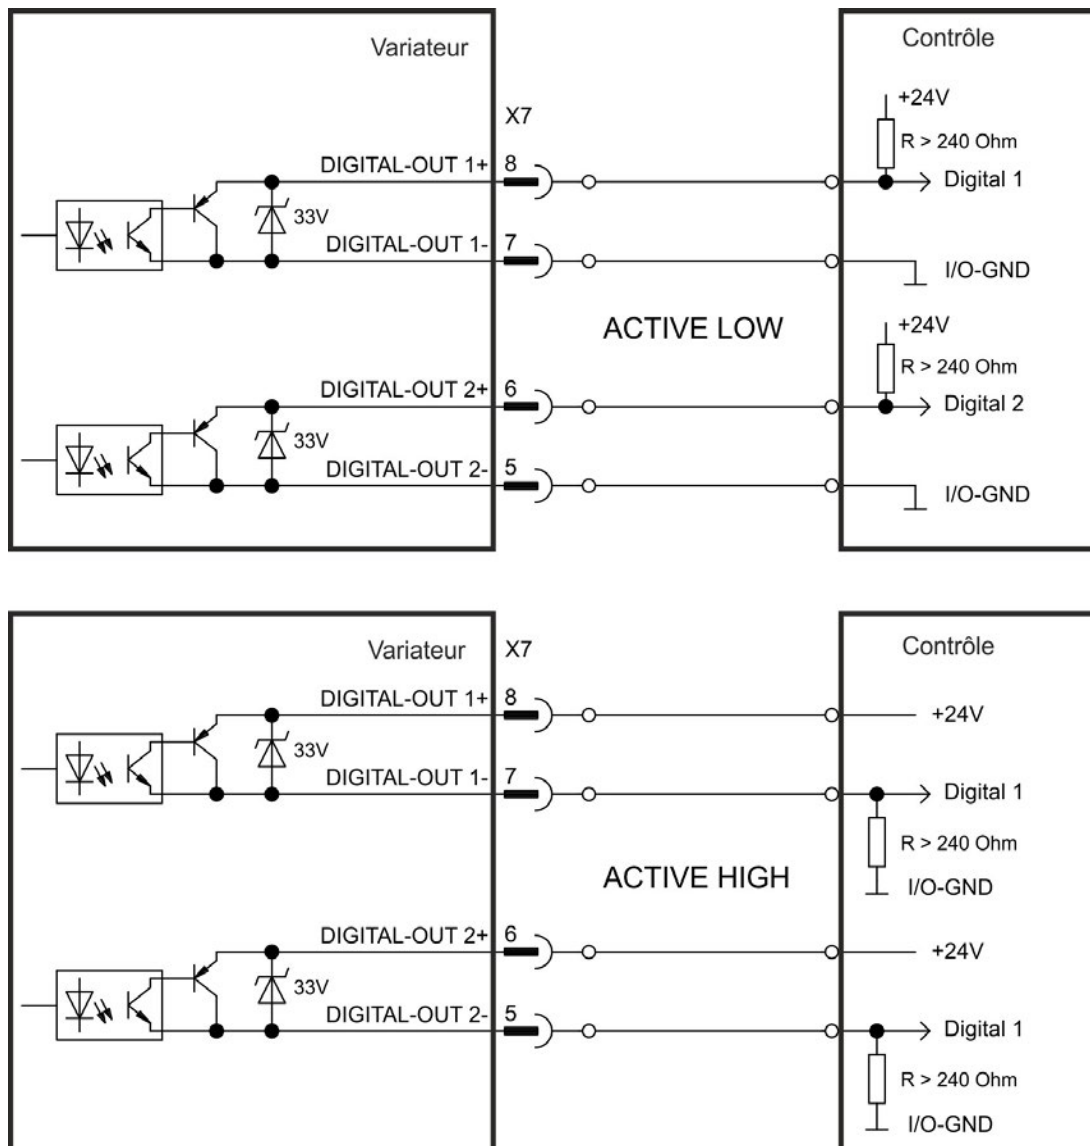 Variateur
Contrôle
X7
+24V
R > 240 Ohm
DIGITAL-OUT 1+
8
Digital 1
33V
DIGITAL-OUT 1-
7
I/O-GND
ACTIVE LOW
+24V
R > 240 Ohm
DIGITAL-OUT 2+
6
Digital 2
33V
DIGITAL-OUT 2-
5
I/O-GND
Variateur
X7
Contrôle
DIGITAL-OUT 1+
8
+24V
33V
DIGITAL-OUT 1-
7
Digital 1
R > 240 Ohm
ACTIVE HIGH
I/O-GND
DIGITAL-OUT 2+
6
+24V
33V
DIGITAL-OUT 2-
5
Digital 1
R > 240 Ohm
I/O-GND